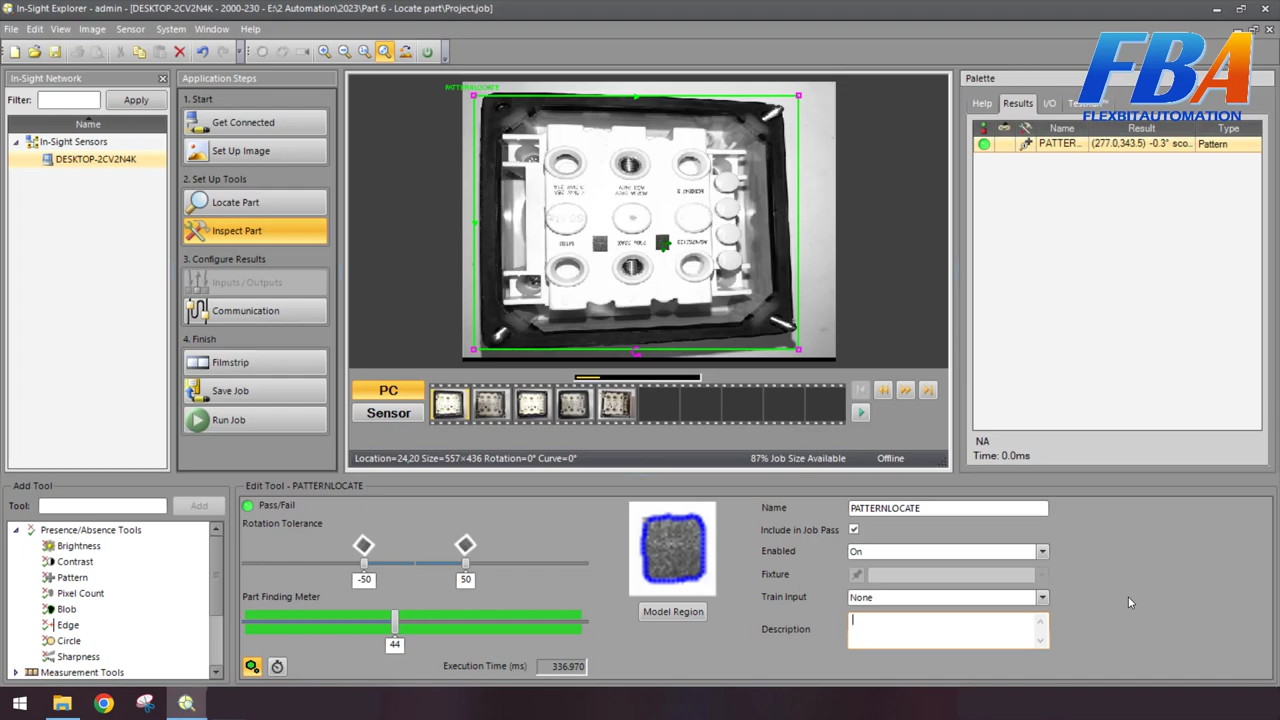 In-Sight Explorer - admin - [DESKTOP-2CV2N4K - 2000-230 - E:\2 Automation\2023\Part 6 - Locate part\Project.job]
File Edit View Image Sensor System Window Help
FBA
FLEXBITAUTOMATION
In-Sight Network
Filter:
Apply
Name
In-Sight Sensors
DESKTOP-2CV2N4K
Application Steps
1. Start
Get Connected
Set Up Image
2. Set Up Tools
Locate Part
Inspect Part
3. Configure Results
Inputs / Outputs
Communication
4. Finish
Filmstrip
Save Job
Run Job
PATTERNLOCATE
PC
Sensor
Location=24,20 Size=557×436 Rotation=0° Curve=0°
87% Job Size Available
Offline
Palette
Help Results I/O
Name Result Type
PATTER... (277.0,343.5) -0.3° sco... Pattern
NA
Time: 0.0ms
Add Tool
Tool:
Add
Presence/Absence Tools
Brightness
Contrast
Pattern
Pixel Count
Blob
Edge
Circle
Sharpness
Measurement Tools
Edit Tool - PATTERNLOCATE
Pass/Fail
Rotation Tolerance
-50
50
Part Finding Meter
44
Execution Time (ms)
336.970
Model Region
Name
PATTERNLOCATE
Include in Job Pass
Enabled
On
Fixture
Train Input
None
Description